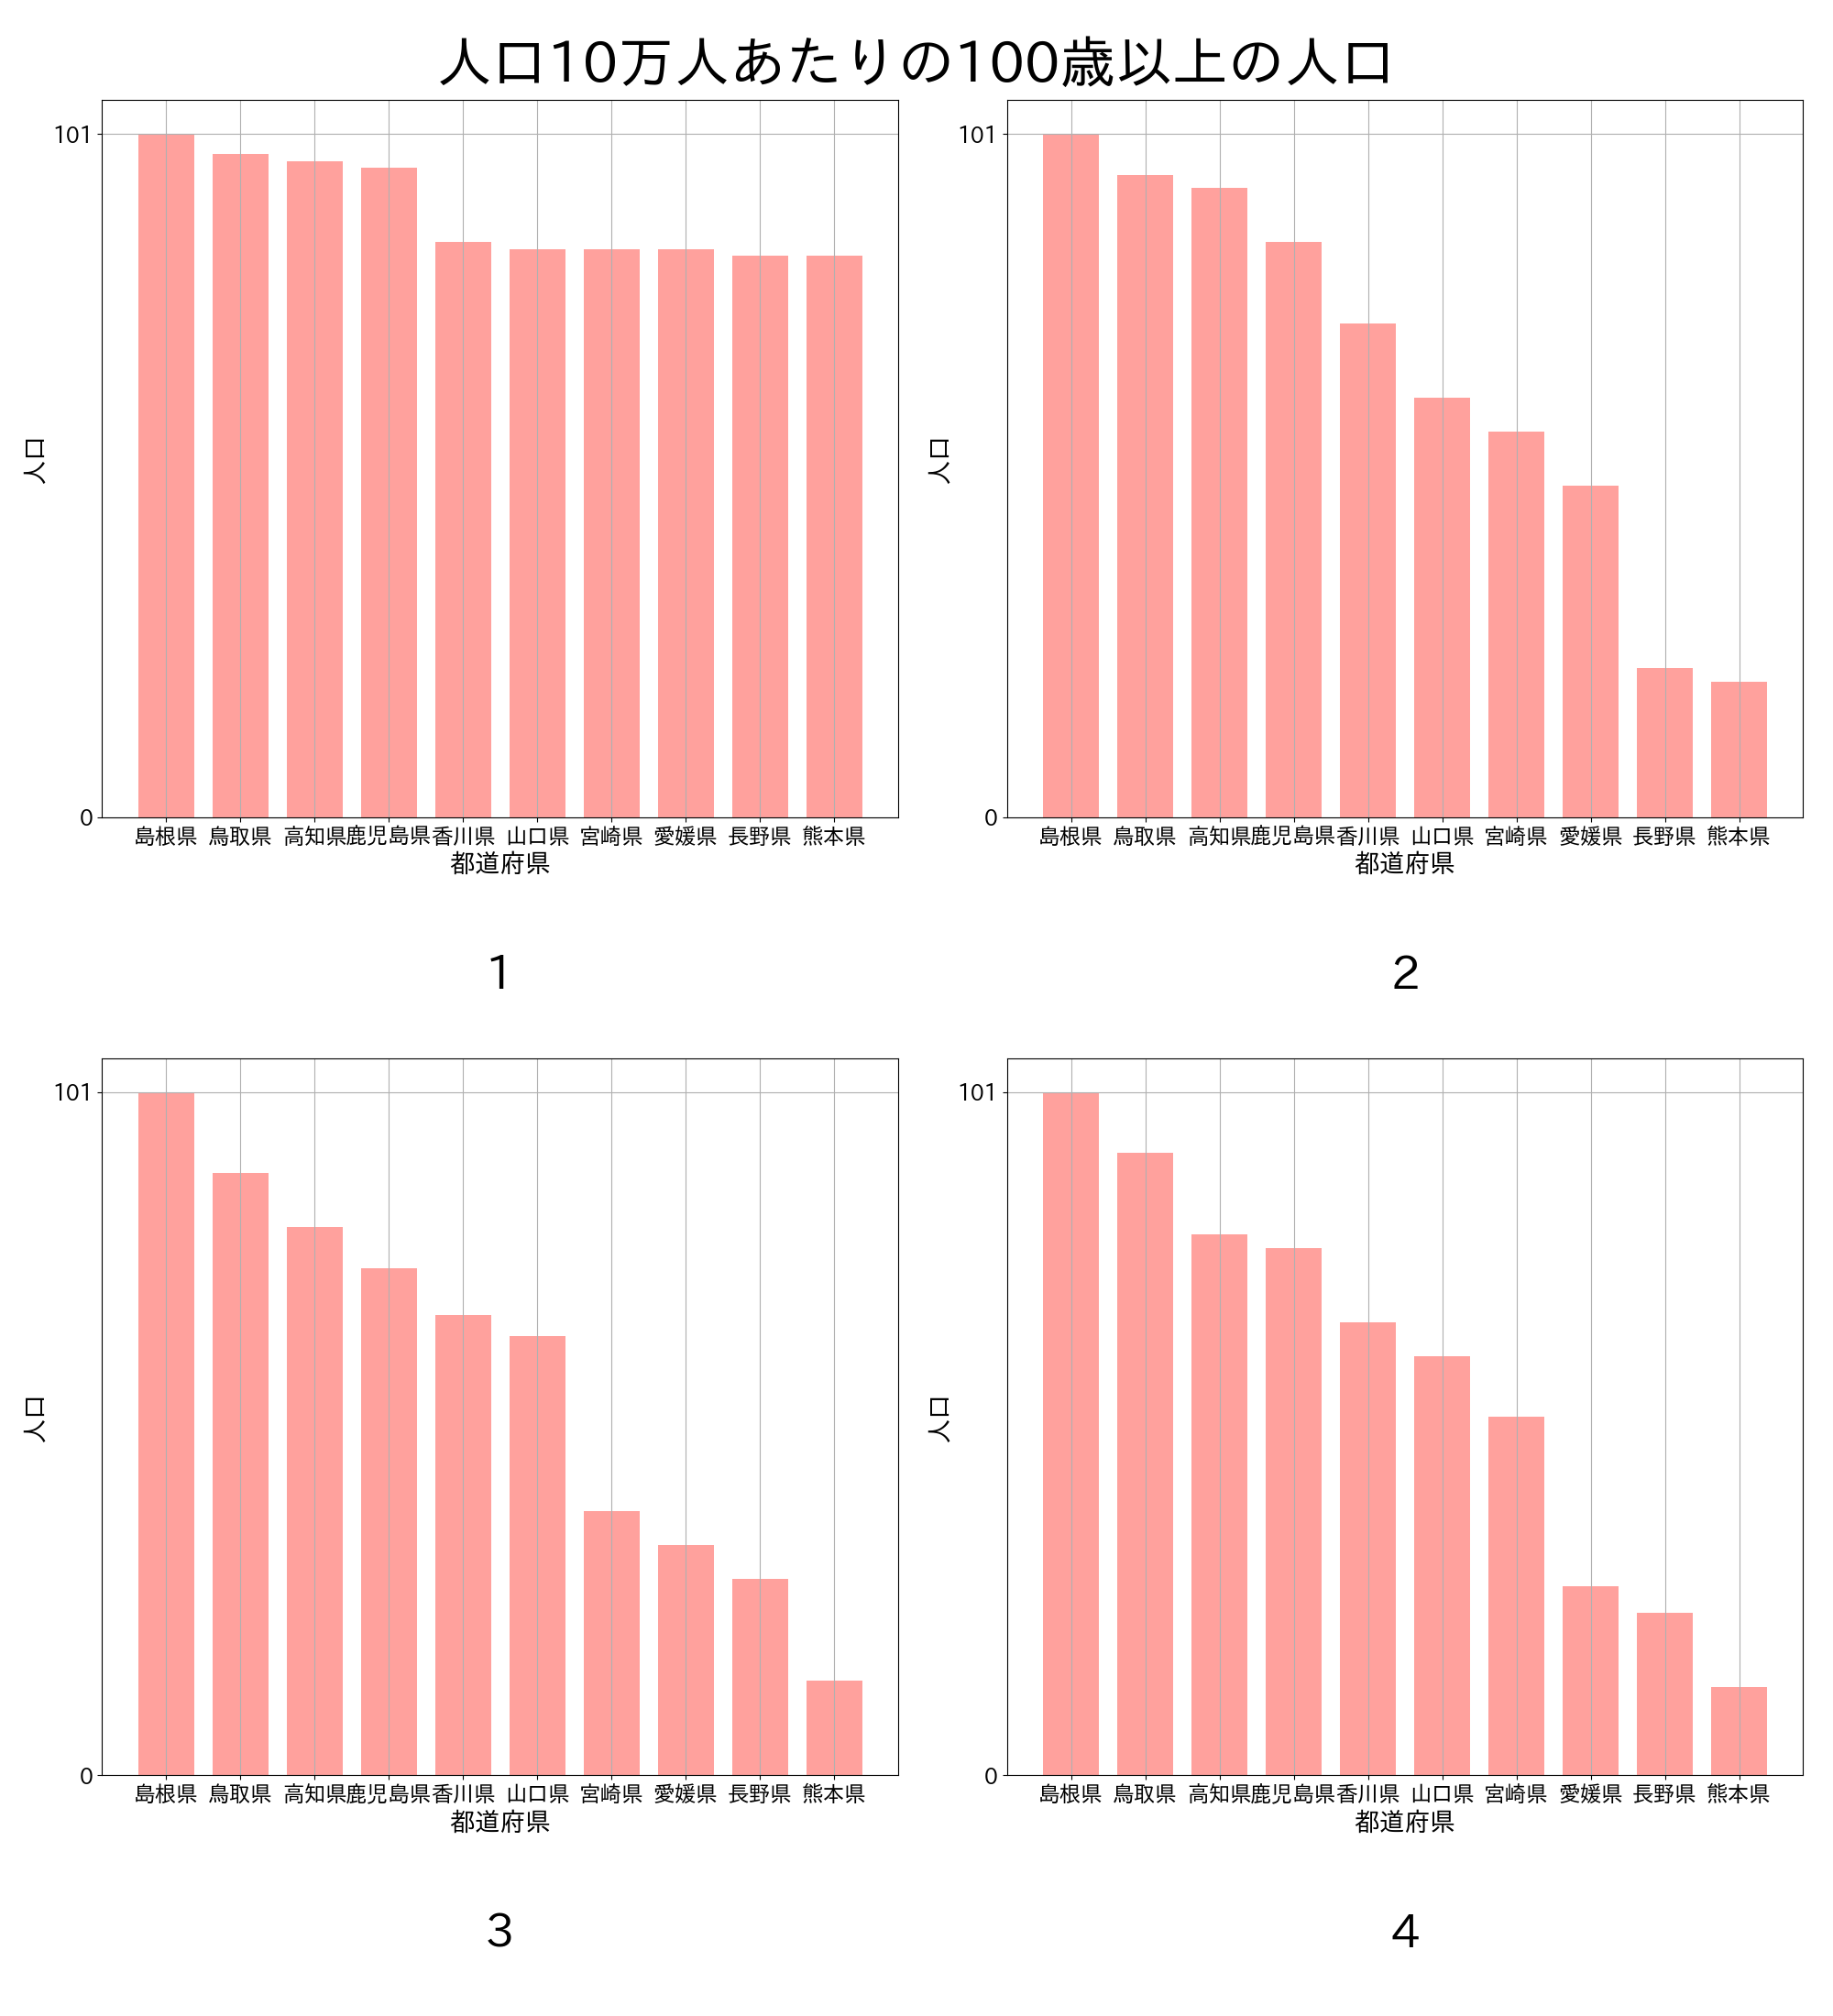 人口10万人あたりの100歳以上の人口
101
0
人口
島根県 鳥取県 高知県 鹿児島県 香川県 山口県 宮崎県 愛媛県 長野県 熊本県
都道府県
1
101
0
人口
島根県 鳥取県 高知県 鹿児島県 香川県 山口県 宮崎県 愛媛県 長野県 熊本県
都道府県
2
101
0
人口
島根県 鳥取県 高知県 鹿児島県 香川県 山口県 宮崎県 愛媛県 長野県 熊本県
都道府県
3
101
0
人口
島根県 鳥取県 高知県 鹿児島県 香川県 山口県 宮崎県 愛媛県 長野県 熊本県
都道府県
4